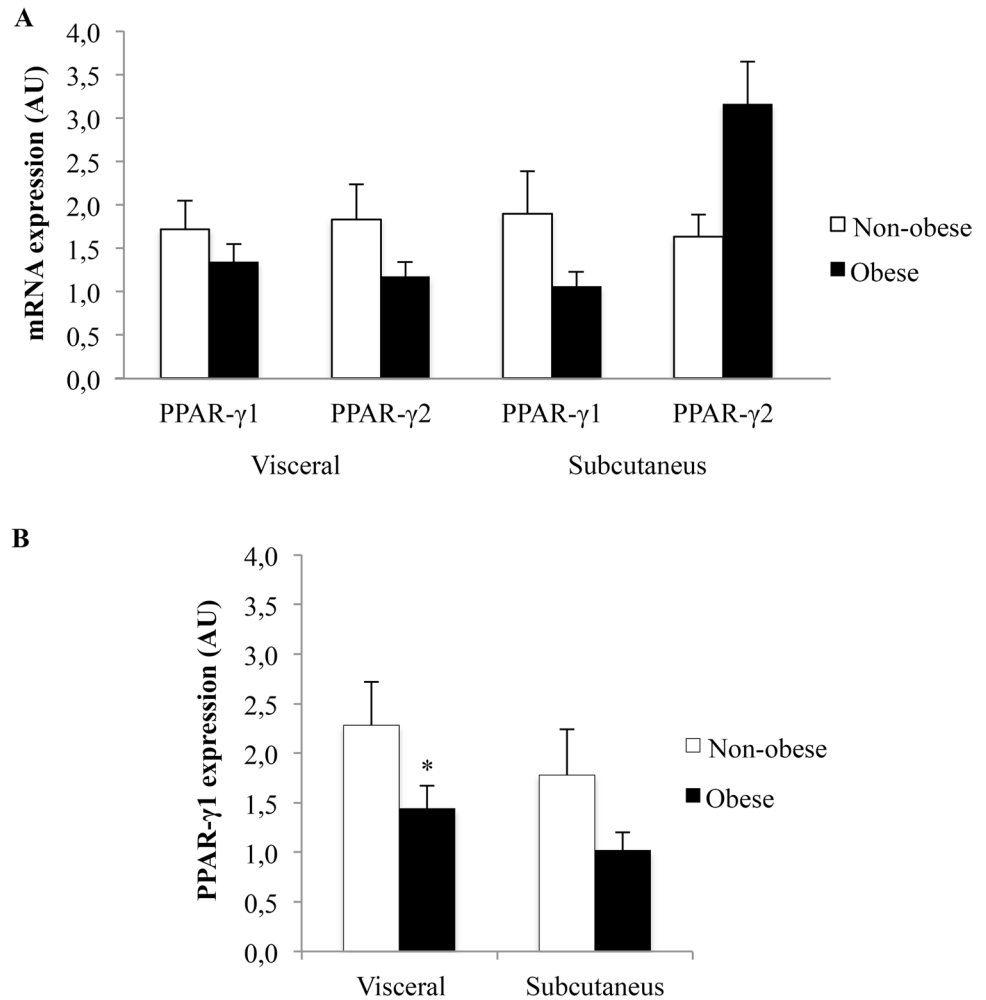 A
mRNA expression (AU)
4,0
3,5
3,0
2,5
2,0
1,5
1,0
0,5
0,0
PPAR-γ1 PPAR-γ2 PPAR-γ1 PPAR-γ2
Visceral Subcutaneus
Non-obese
Obese
B
PPAR-γ1 expression (AU)
4,0
3,5
3,0
2,5
2,0
1,5
1,0
0,5
0,0
*
Visceral Subcutaneus
Non-obese
Obese